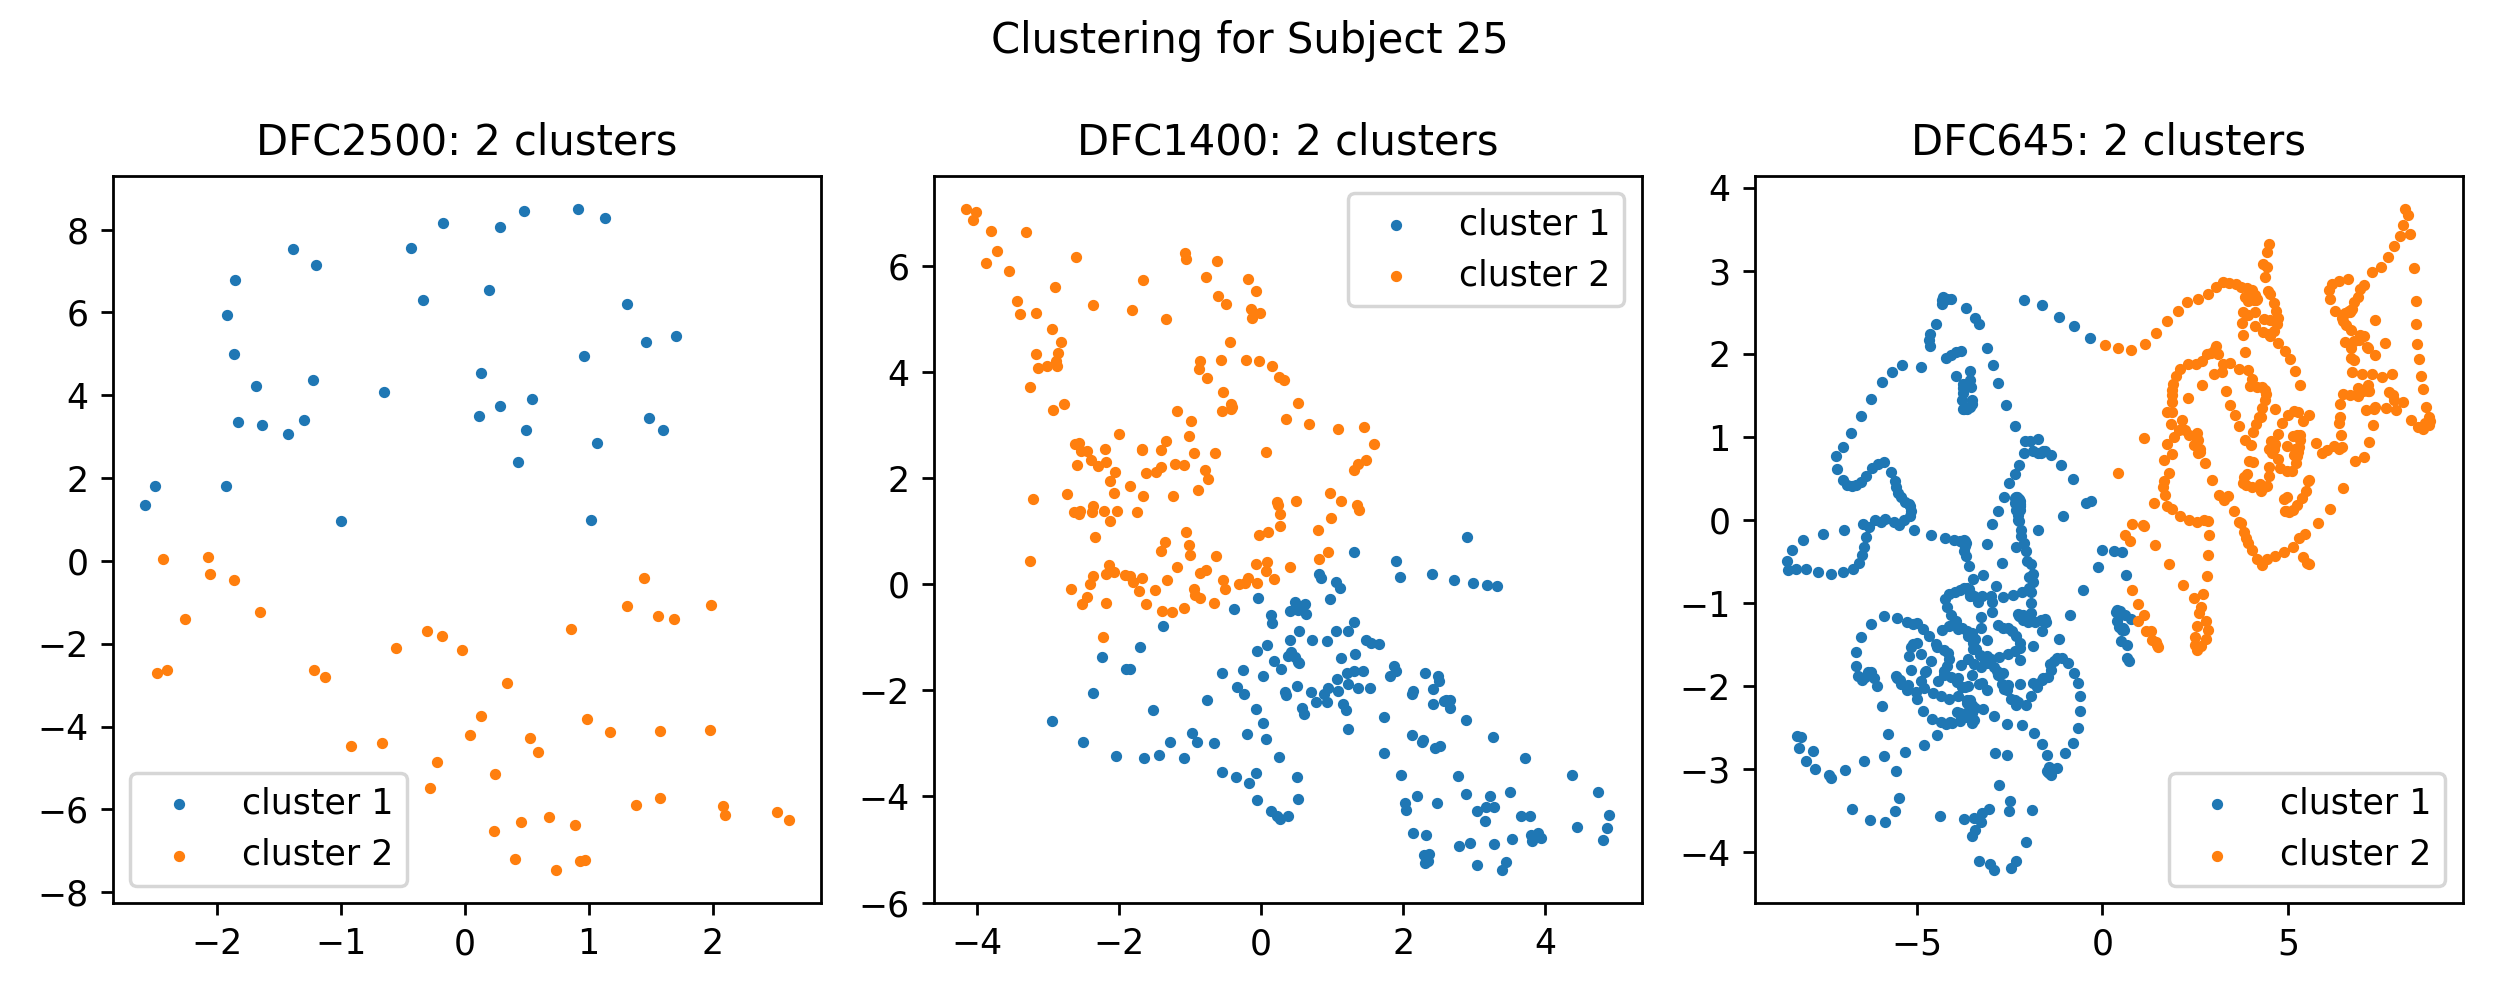 Clustering for Subject 25
DFC2500: 2 clusters
8
6
4
2
0
−2
−4
−6
−8
−2 −1 0 1 2
cluster 1
cluster 2
DFC1400: 2 clusters
6
4
2
0
−2
−4
−6
−4 −2 0 2 4
cluster 1
cluster 2
DFC645: 2 clusters
4
3
2
1
0
−1
−2
−3
−4
−5 0 5
cluster 1
cluster 2